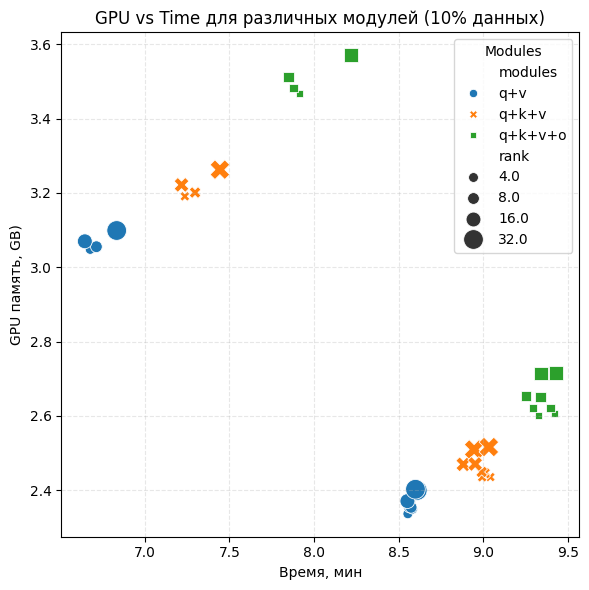 GPU vs Time для различных модулей (10% данных)
GPU память, GB)
3.6
3.4
3.2
3.0
2.8
2.6
2.4
Modules
modules
q+v
q+k+v
q+k+v+o
rank
4.0
8.0
16.0
32.0
7.0 7.5 8.0 8.5 9.0 9.5
Время, мин